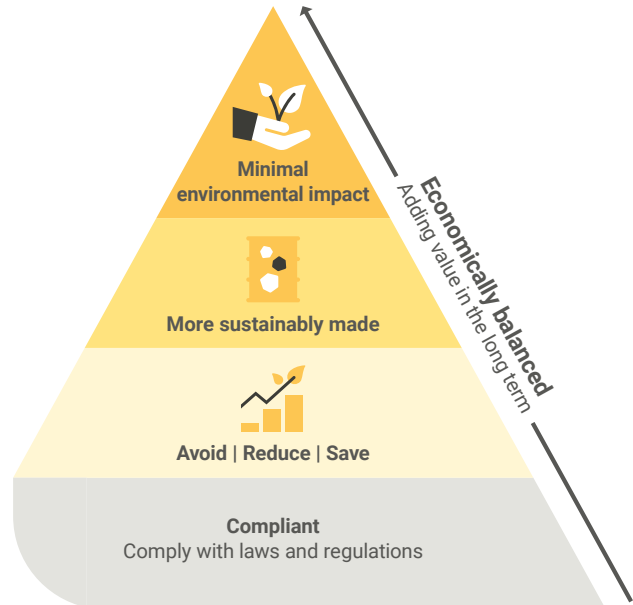 Minimal
environmental impact
More sustainably made
Avoid | Reduce | Save
Compliant
Comply with laws and regulations
Economically balanced
Adding value in the long term